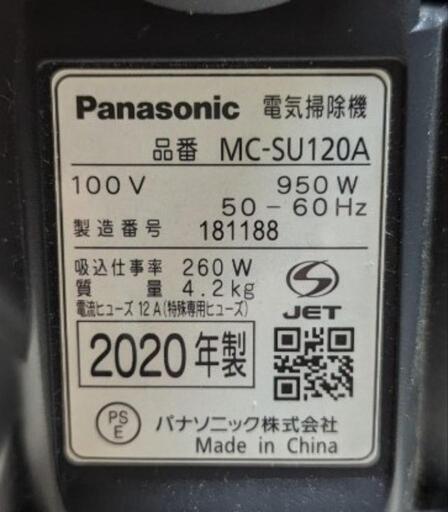 Panasonic 電気掃除機
品番 MC-SU120A
100V 950W
50-60Hz
製造番号 181188
吸込仕事率 260W
質量 4.2kg
電流ヒューズ 12A(特殊専用ヒューズ)
S
JET
2020年製
PS
E
パナソニック株式会社
Made in China